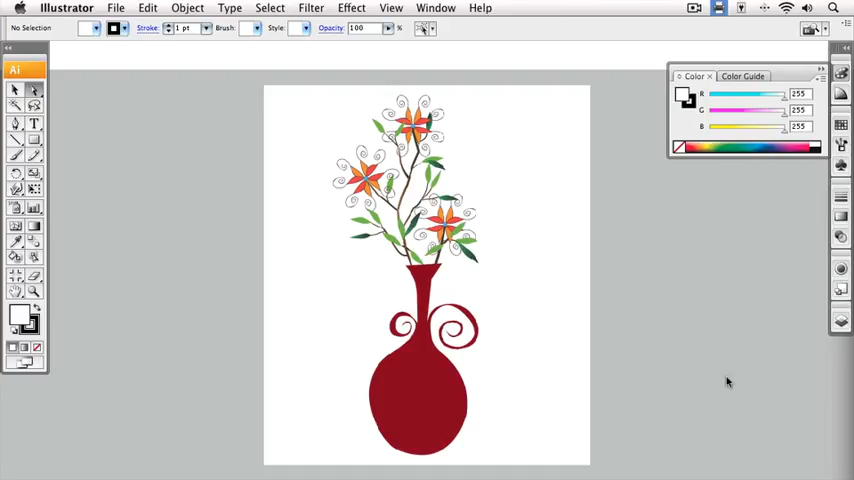 Illustrator File Edit Object Type Select Filter Effect View Window Help
No Selection Stroke: 1 pt Brush: Style: Opacity: 100 %
Ai
Color Color Guide
R 255
G 255
B 255
T